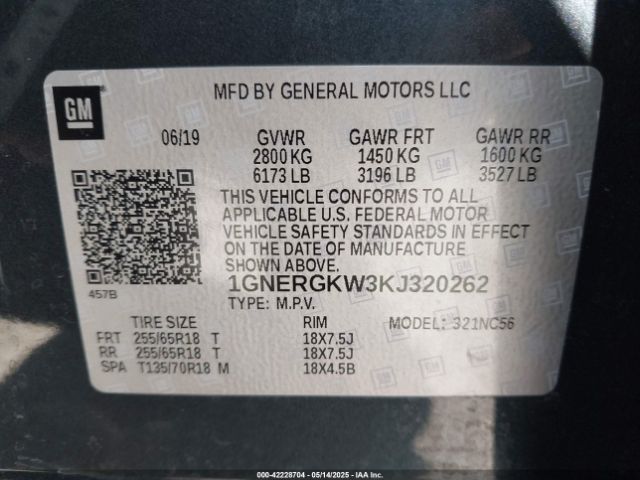 GM
MFD BY GENERAL MOTORS LLC
06/19 GVWR GAWR FRT GAWR RR
2800 KG 1450 KG 1600 KG
6173 LB 3196 LB 3527 LB
THIS VEHICLE CONFORMS TO ALL
APPLICABLE U.S. FEDERAL MOTOR
VEHICLE SAFETY STANDARDS IN EFFECT
ON THE DATE OF MANUFACTURE
SHOWN ABOVE.
457B
1GNERGKW3KJ320262
TYPE: M.P.V.
TIRE SIZE RIM MODEL: 321NC56
FRT 255/65R18 T 18X7.5J
RR 255/65R18 T 18X7.5J
SPA T135/70R18 M 18X4.5B
000-42228704 - 05/14/2025 - IAA Inc.